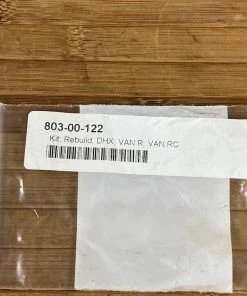 803-00-122
Kit: Rebuild, DHX, VAN R, VAN RC